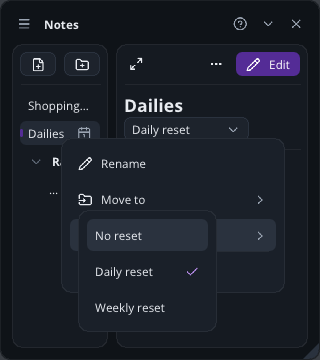 Notes
Edit
Shopping...
Dailies
Dailies
Daily reset
...
Rename
Move to
No reset
Daily reset
Weekly reset